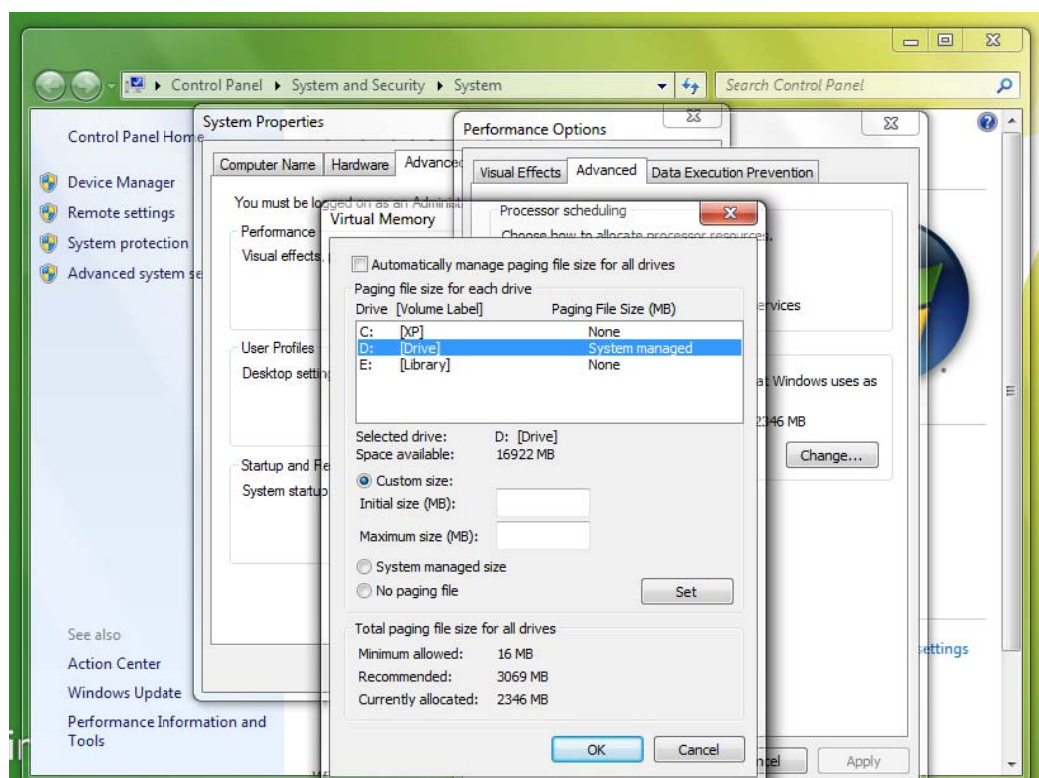 Control Panel ▸ System and Security ▸ System
Search Control Panel
Control Panel Home
Device Manager
Remote settings
System protection
Advanced system se
See also
Action Center
Windows Update
Performance Information and
Tools
System Properties
Computer Name Hardware Advanced
You must be logged on as an Administ
Performance
Visual effects,
User Profiles
Desktop setting
Startup and Re
System startup
Performance Options
Visual Effects Advanced Data Execution Prevention
Processor scheduling
Choose how to allocate processor resources.
ervices
at Windows uses as
2346 MB
Change...
Apply
settings
Virtual Memory
Automatically manage paging file size for all drives
Paging file size for each drive
Drive [Volume Label] Paging File Size (MB)
C: [XP] None
D: [Drive] System managed
E: [Library] None
Selected drive: D: [Drive]
Space available: 16922 MB
Custom size:
Initial size (MB):
Maximum size (MB):
System managed size
No paging file
Set
Total paging file size for all drives
Minimum allowed: 16 MB
Recommended: 3069 MB
Currently allocated: 2346 MB
OK Cancel